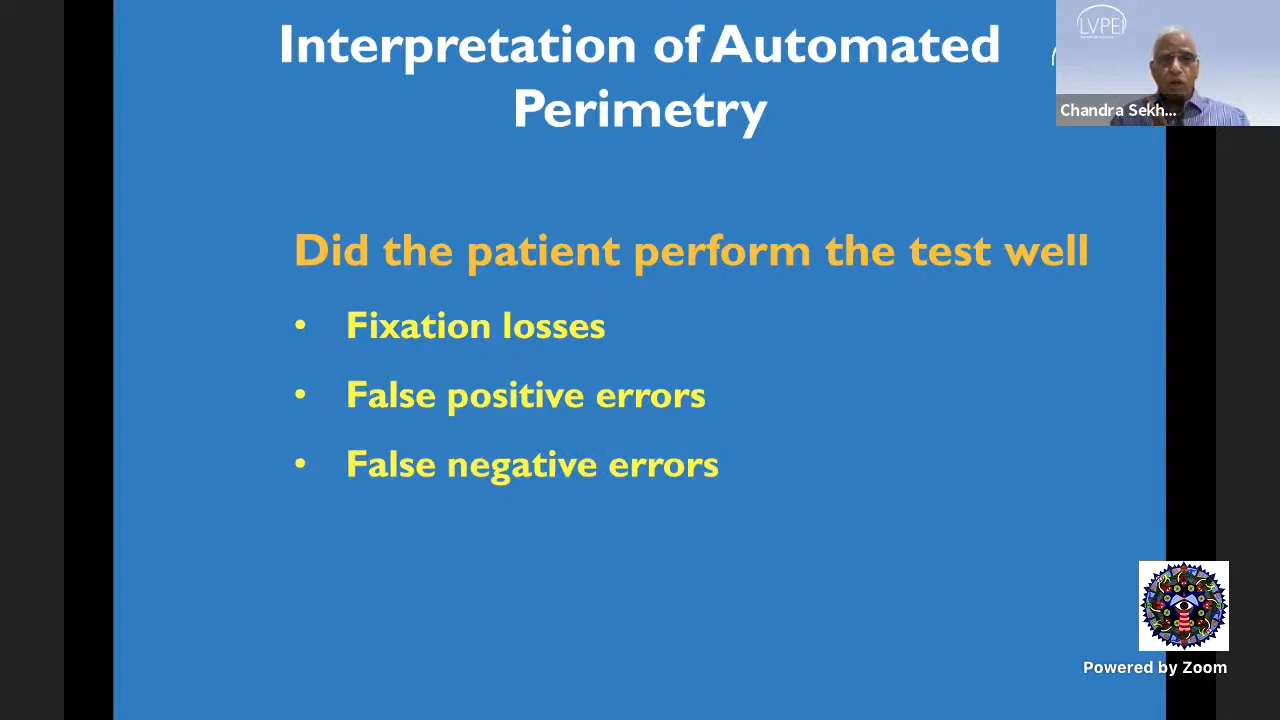 Interpretation of Automated
Perimetry
LVPEI
Chandra Sekh...
Did the patient perform the test well
• Fixation losses
• False positive errors
• False negative errors
Powered by Zoom